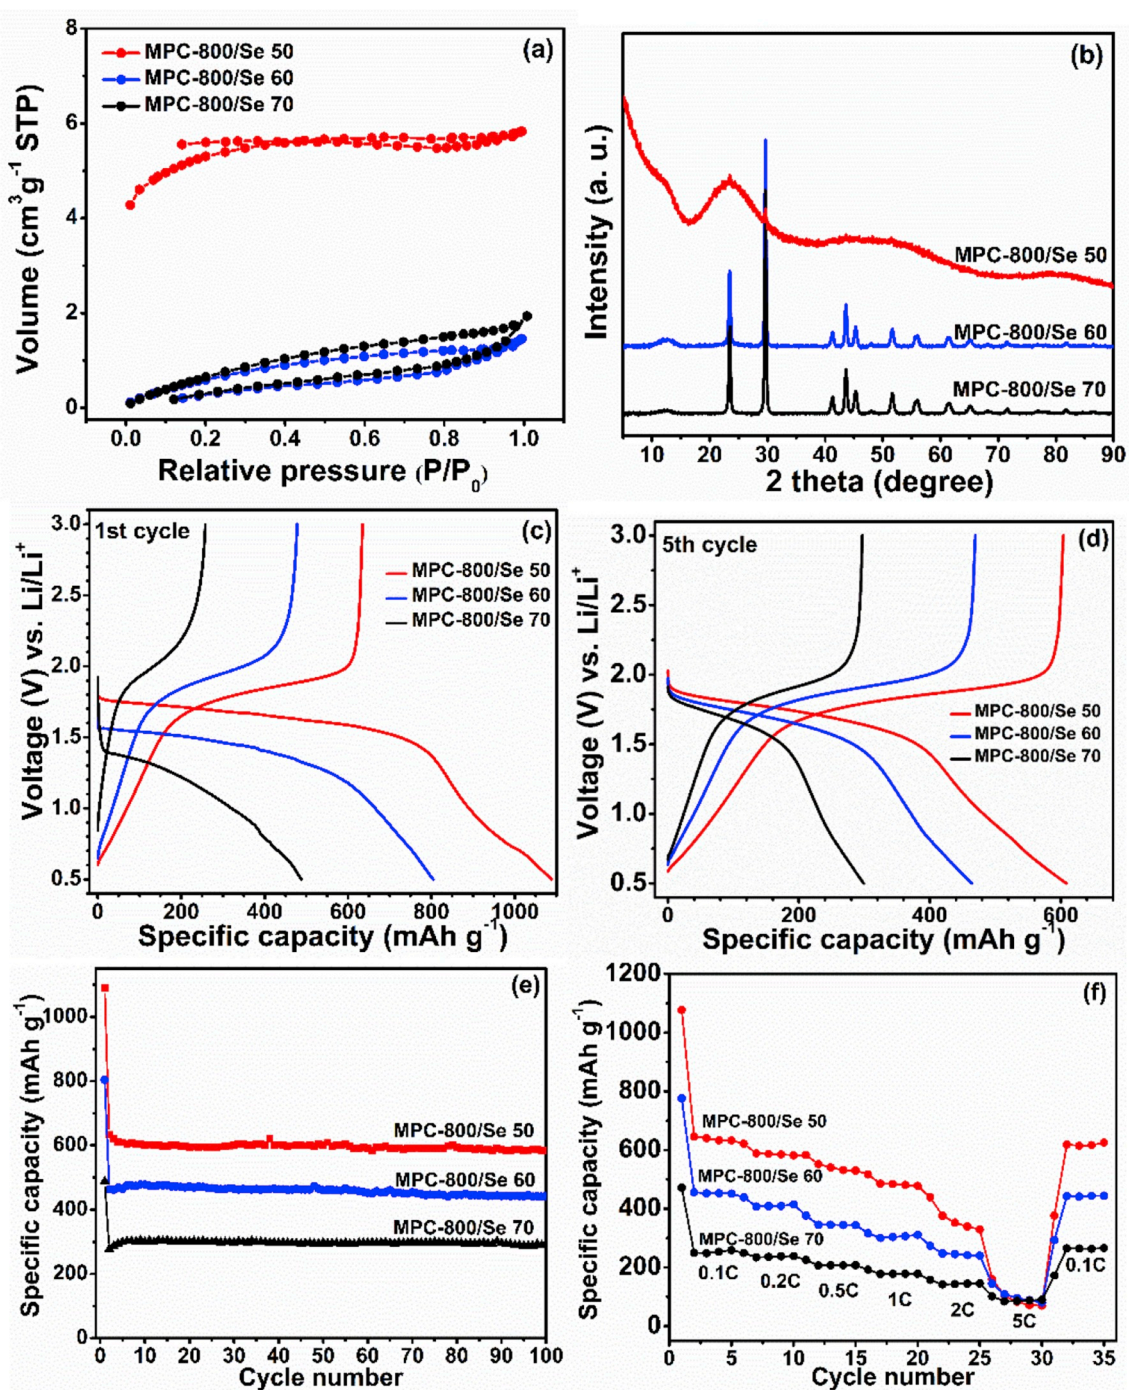 (a)
MPC-800/Se 50
MPC-800/Se 60
MPC-800/Se 70
8
6
4
2
0
Volume (cm³g⁻¹ STP)
0.0 0.2 0.4 0.6 0.8 1.0
Relative pressure (P/P₀)
(b)
Intensity (a. u.)
MPC-800/Se 50
MPC-800/Se 60
MPC-800/Se 70
10 20 30 40 50 60 70 80 90
2 theta (degree)
(c)
1st cycle
MPC-800/Se 50
MPC-800/Se 60
MPC-800/Se 70
3.0
2.5
2.0
1.5
1.0
0.5
Voltage (V) vs. Li/Li⁺
0 200 400 600 800 1000
Specific capacity (mAh g⁻¹)
(d)
5th cycle
MPC-800/Se 50
MPC-800/Se 60
MPC-800/Se 70
3.0
2.5
2.0
1.5
1.0
0.5
Voltage (V) vs. Li/Li⁺
0 200 400 600
Specific capacity (mAh g⁻¹)
(e)
MPC-800/Se 50
MPC-800/Se 60
MPC-800/Se 70
1000
800
600
400
200
0
Specific capacity (mAh g⁻¹)
0 10 20 30 40 50 60 70 80 90 100
Cycle number
(f)
MPC-800/Se 50
MPC-800/Se 60
MPC-800/Se 70
0.1C
0.2C
0.5C
1C
2C
5C
0.1C
1200
1000
800
600
400
200
0
Specific capacity (mAh g⁻¹)
0 5 10 15 20 25 30 35
Cycle number